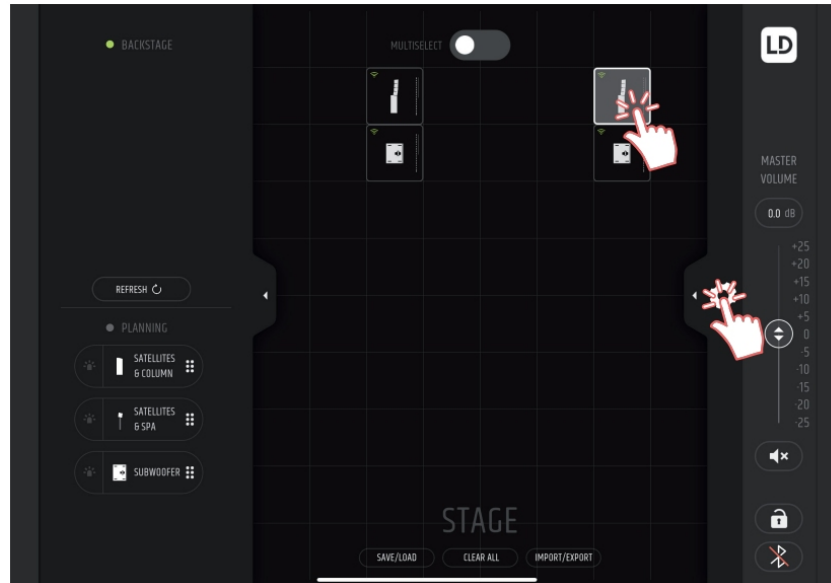 BACKSTAGE
MULTISELECT
LD
MASTER
VOLUME
0.0 dB
+25
+20
+15
+10
+5
0
-5
-10
-15
-20
-25
REFRESH
PLANNING
SATELLITES
& COLUMN
SATELLITES
& SPA
SUBWOOFER
STAGE
SAVE/LOAD
CLEAR ALL
IMPORT/EXPORT